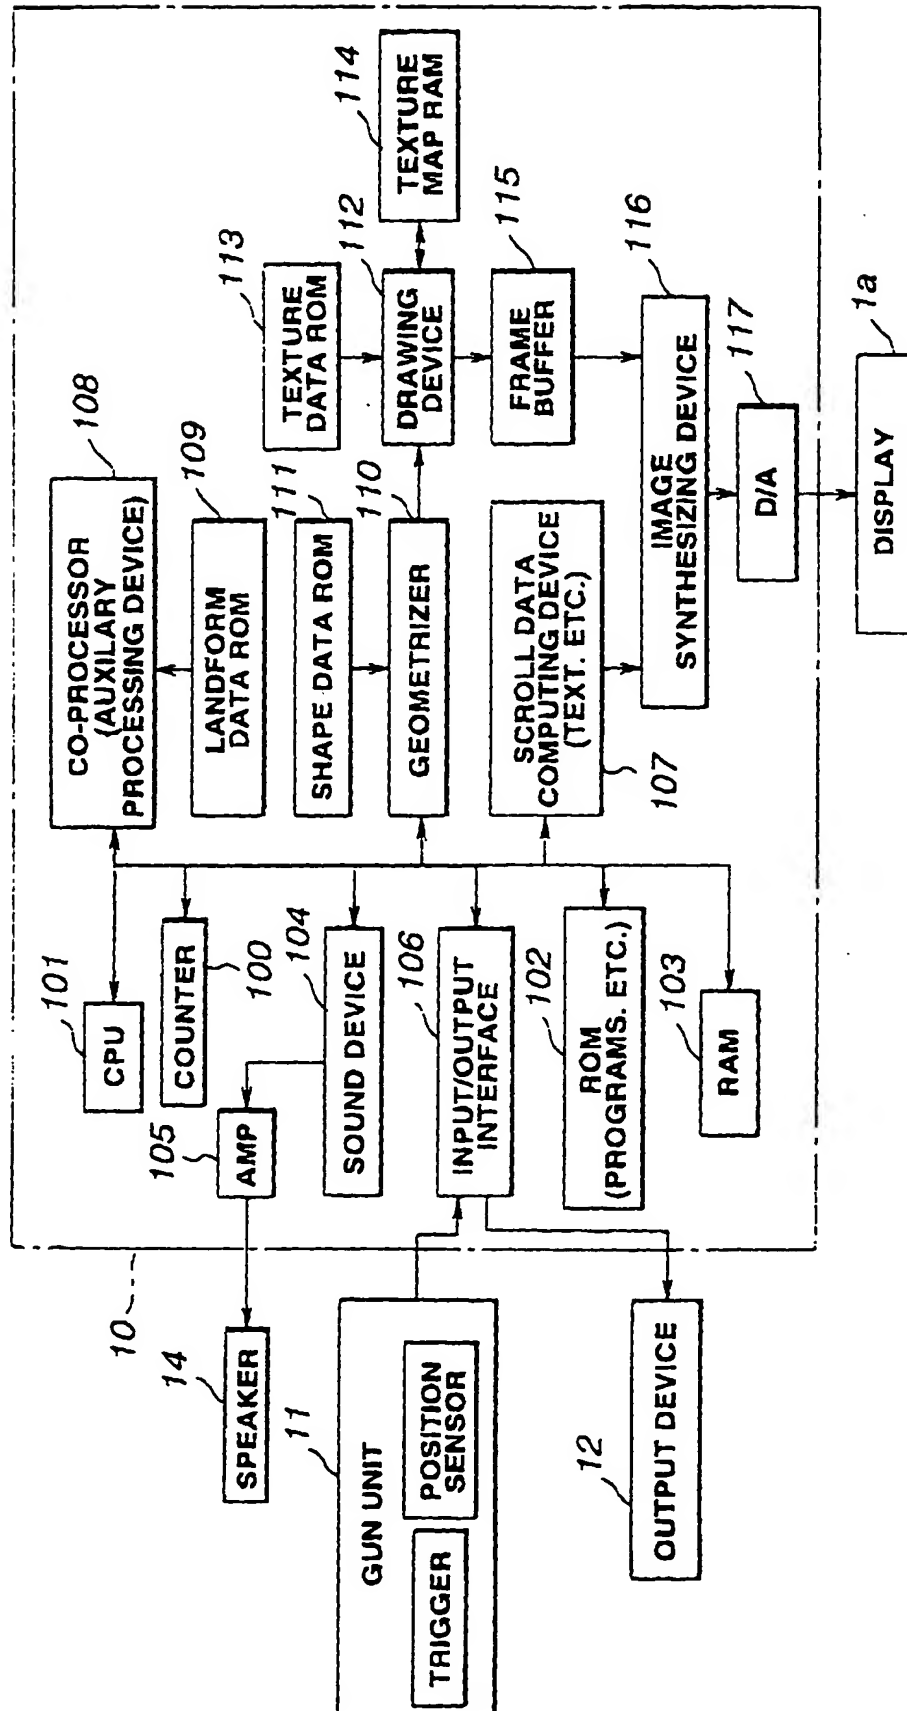 10
14
SPEAKER
11
GUN UNIT
TRIGGER
POSITION
SENSOR
12
OUTPUT DEVICE
101
CPU
COUNTER
100
105
AMP
104
SOUND DEVICE
106
INPUT/OUTPUT
INTERFACE
102
ROM
(PROGRAMS. ETC.)
103
RAM
108
CO-PROCESSOR
(AUXILARY
PROCESSING DEVICE)
109
LANDFORM
DATA ROM
111
SHAPE DATA ROM
110
GEOMETRIZER
SCROLL DATA
COMPUTING DEVICE
(TEXT. ETC.)
107
113
TEXTURE
DATA ROM
112
DRAWING
DEVICE
114
TEXTURE
MAP RAM
115
FRAME
BUFFER
116
IMAGE
SYNTHESIZING DEVICE
117
D/A
1a
DISPLAY